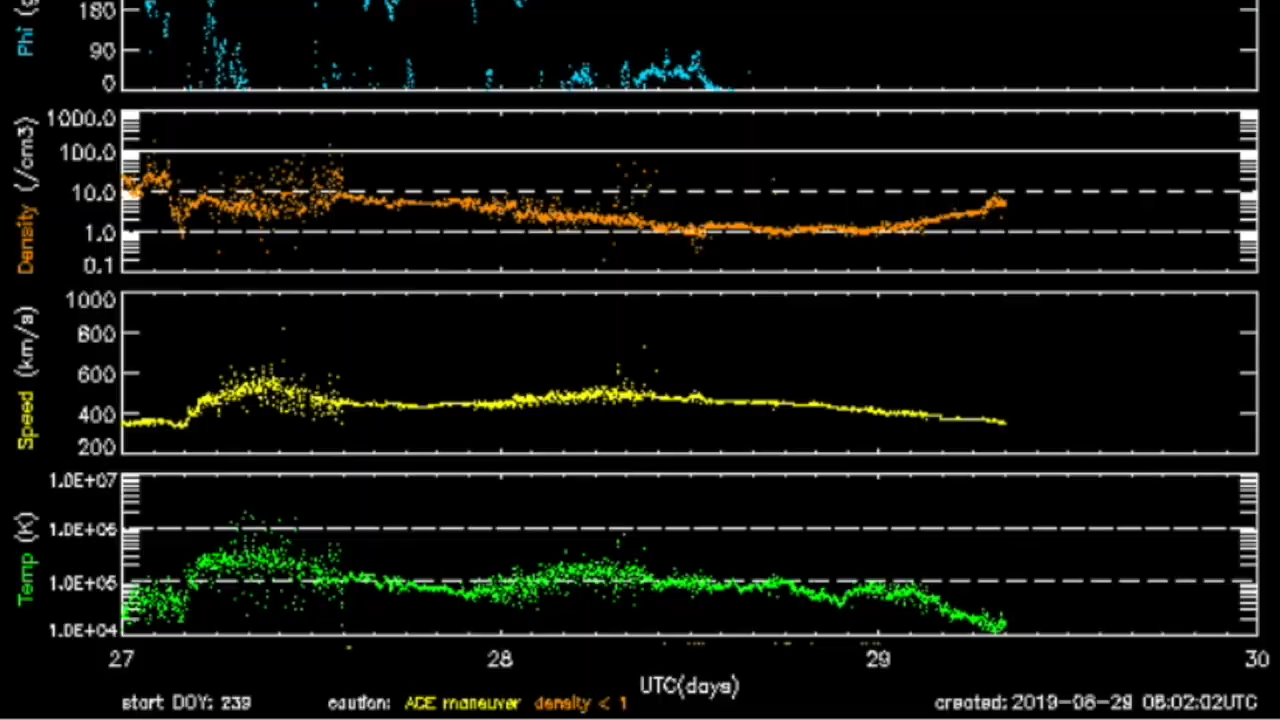 Phi (g
180
90
0
Density (/cm3)
1000.0
100.0
10.0
1.0
0.1
Speed (km/s)
1000
800
600
400
200
Temp (K)
1.0E+07
1.0E+06
1.0E+05
1.0E+04
27 28 29 30
UTC(days)
start DOY: 239 caution: ACE maneuver density < 1 created: 2019-08-29 08:02:02UTC